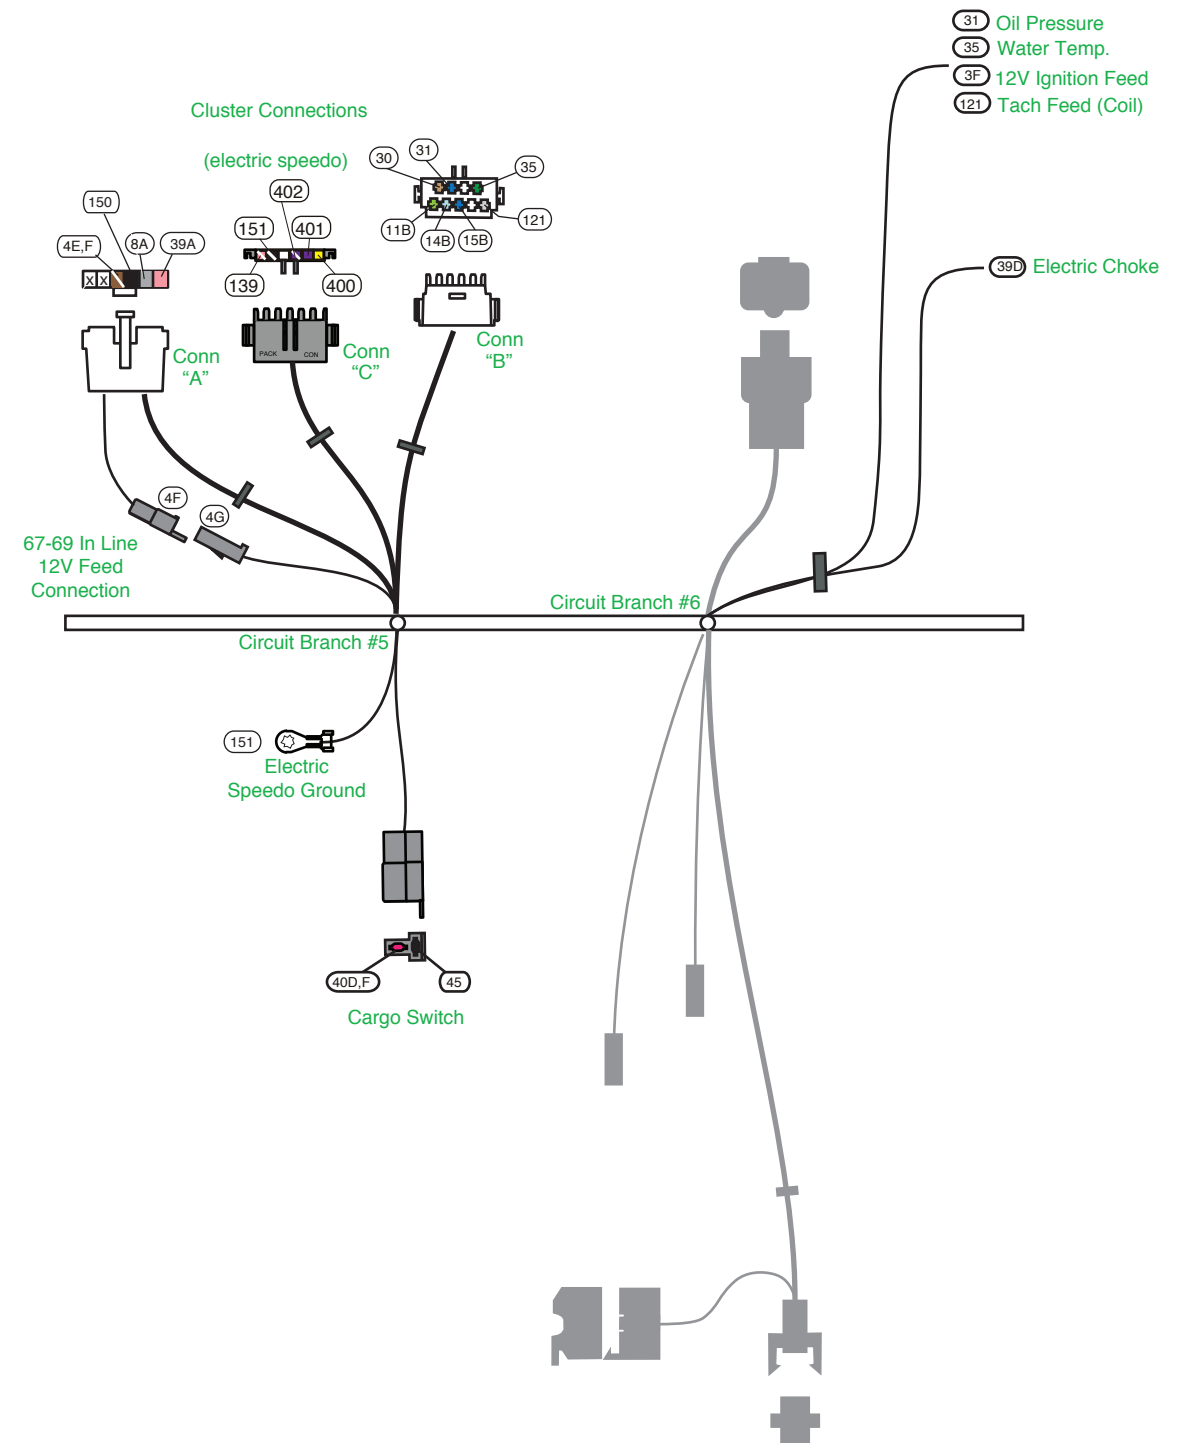 31 Oil Pressure
35 Water Temp.
3F 12V Ignition Feed
121 Tach Feed (Coil)
Cluster Connections
(electric speedo)
30
31
35
11B
14B
15B
121
402
151
401
139
400
150
4E,F
8A
39A
X X
39D Electric Choke
Conn
"A"
PACK CON
Conn
"C"
Conn
"B"
4F
4G
67-69 In Line
12V Feed
Connection
Circuit Branch #6
Circuit Branch #5
151
Electric
Speedo Ground
40D,F
45
Cargo Switch